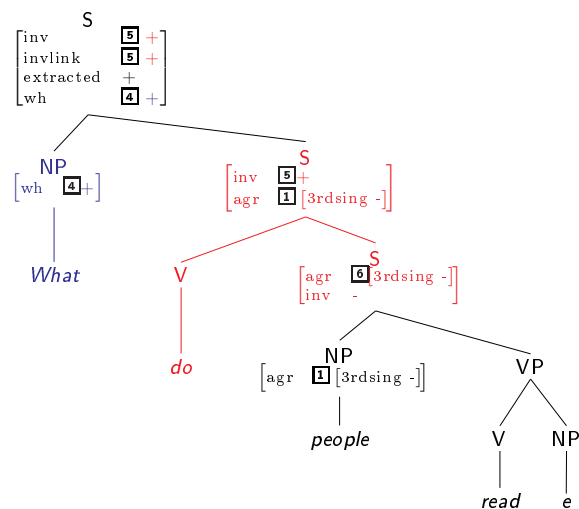 S
inv 5 +
invlink 5 +
extracted +
wh 4 +
NP
[wh 4 +]
S
inv 5 +
agr 1 [3rdsing -]
What
V
S
agr 6 [3rdsing -]
inv -
do
NP
[agr 1 [3rdsing -]]
VP
people
V NP
read e